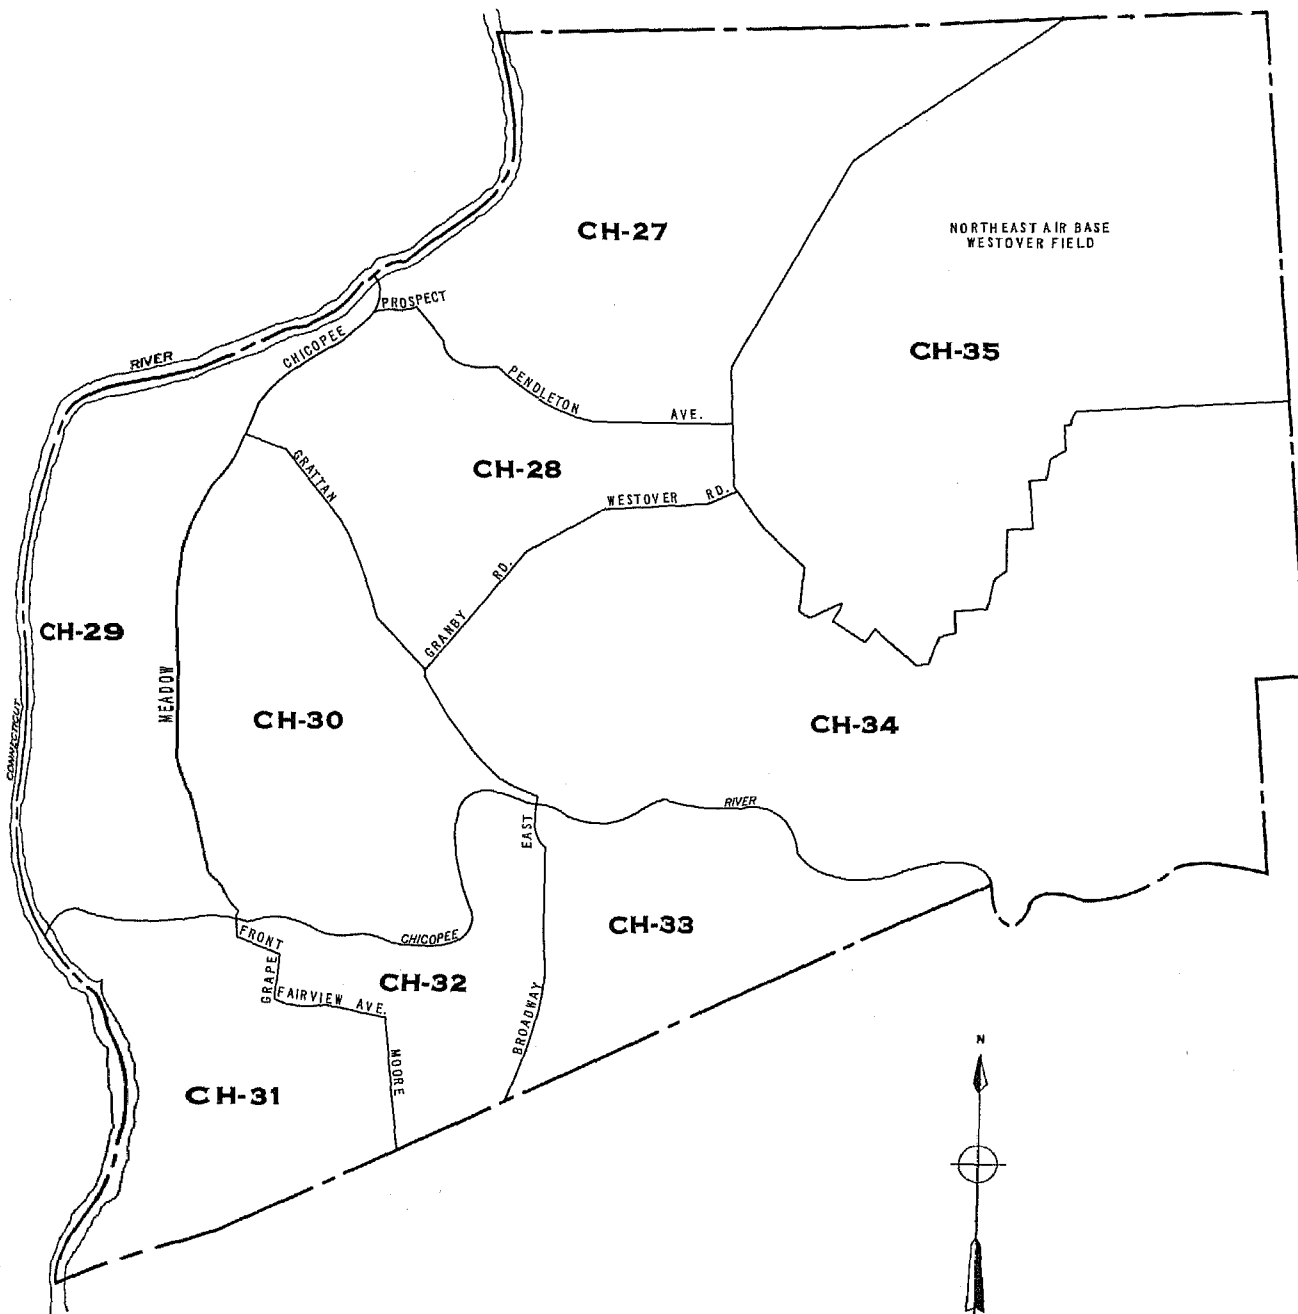 CH-27
NORTHEAST AIR BASE
WESTOVER FIELD
PROSPECT
CHICOPEE
RIVER
CH-35
PENDLETON
AVE.
GRATTAN
CH-28
WESTOVER RD.
GRANBY RD.
CH-29
MEADOW
CONNECTICUT
CH-30
CH-34
RIVER
EAST
CH-33
CHICOPEE
FRONT
GRAPE
CH-32
FAIRVIEW AVE.
BROADWAY
MOORE
CH-31
N